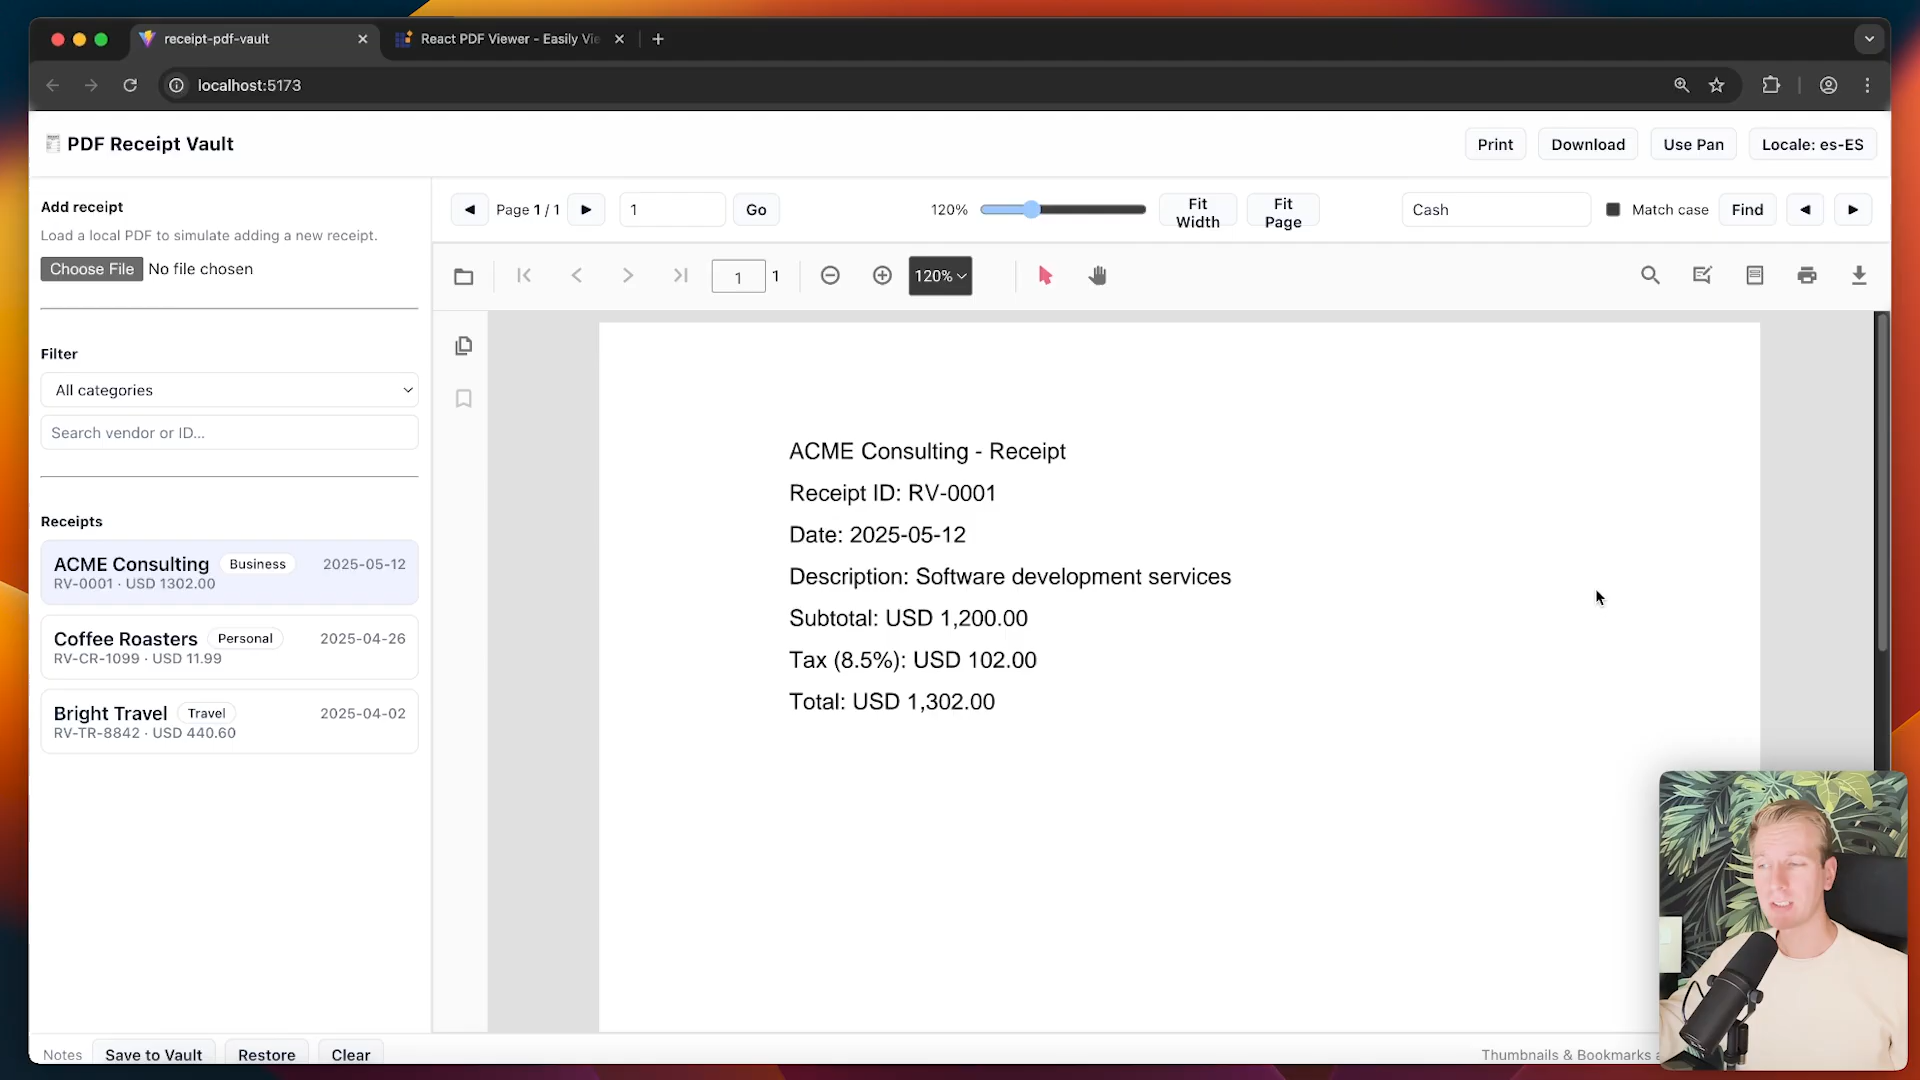 receipt-pdf-vault
React PDF Viewer - Easily Vie
localhost:5173
PDF Receipt Vault
Print
Download
Use Pan
Locale: es-ES
Add receipt
Load a local PDF to simulate adding a new receipt.
Choose File No file chosen
Filter
All categories
Search vendor or ID...
Receipts
ACME Consulting Business 2025-05-12
RV-0001 · USD 1302.00
Coffee Roasters Personal 2025-04-26
RV-CR-1099 · USD 11.99
Bright Travel Travel 2025-04-02
RV-TR-8842 · USD 440.60
Page 1 / 1
1
Go
120%
Fit Width
Fit Page
Cash
Match case
Find
1
1
120%
ACME Consulting - Receipt
Receipt ID: RV-0001
Date: 2025-05-12
Description: Software development services
Subtotal: USD 1,200.00
Tax (8.5%): USD 102.00
Total: USD 1,302.00
Notes
Save to Vault
Restore
Clear
Thumbnails & Bookmarks